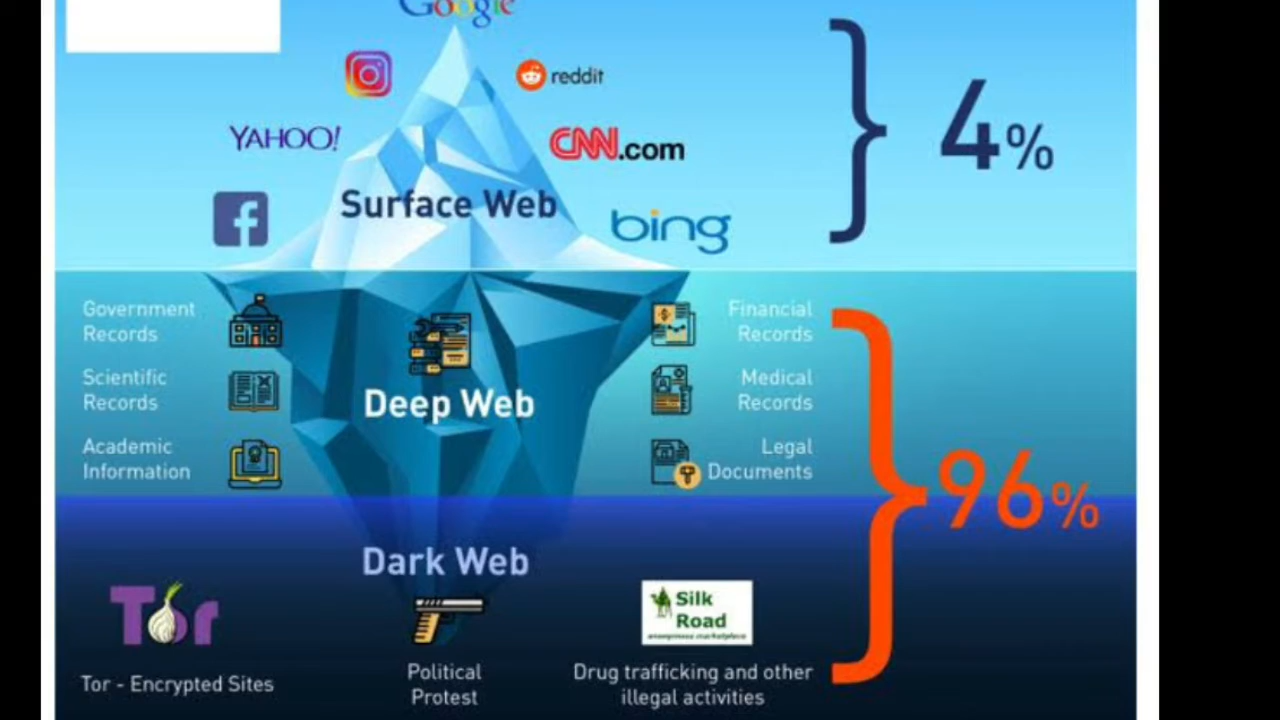 Google
reddit
YAHOO!
CNN.com
4%
Surface Web
bing
Government
Records
Financial
Records
Scientific
Records
Deep Web
Medical
Records
Academic
Information
Legal
Documents
96%
Dark Web
Tor
Silk
Road
anonymous marketplace
Tor - Encrypted Sites
Political
Protest
Drug trafficking and other
illegal activities